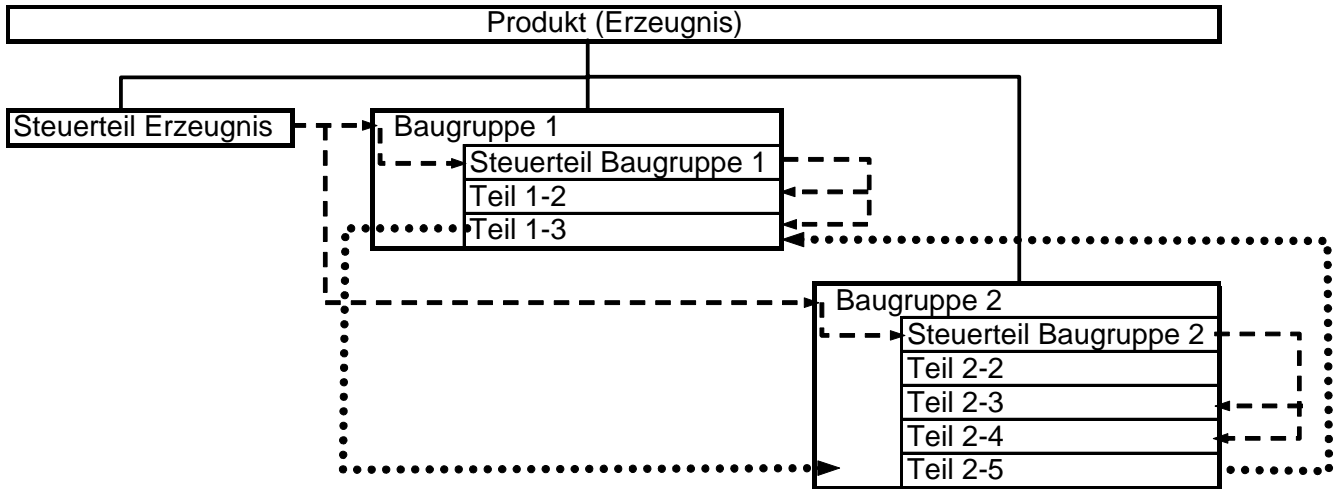 Produkt (Erzeugnis)
Steuerteil Erzeugnis
Baugruppe 1
Steuerteil Baugruppe 1
Teil 1-2
Teil 1-3
Baugruppe 2
Steuerteil Baugruppe 2
Teil 2-2
Teil 2-3
Teil 2-4
Teil 2-5